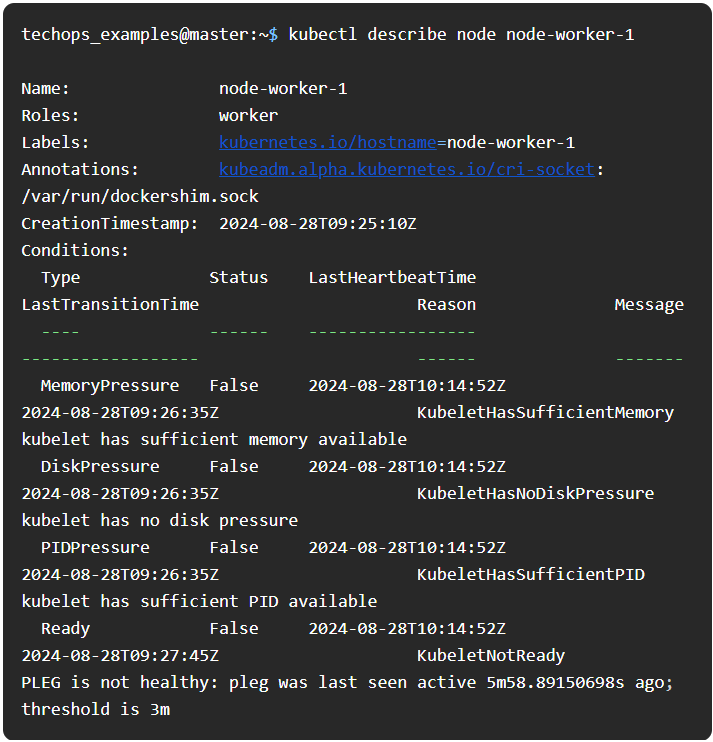 techops_examples@master:~$ kubectl describe node node-worker-1
Name: node-worker-1
Roles: worker
Labels: kubernetes.io/hostname=node-worker-1
Annotations: kubeadm.alpha.kubernetes.io/cri-socket:
/var/run/dockershim.sock
CreationTimestamp: 2024-08-28T09:25:10Z
Conditions:
Type Status LastHeartbeatTime
LastTransitionTime Reason Message
---- ------ -----------------
------------------ ------ -------
MemoryPressure False 2024-08-28T10:14:52Z
2024-08-28T09:26:35Z KubeletHasSufficientMemory
kubelet has sufficient memory available
DiskPressure False 2024-08-28T10:14:52Z
2024-08-28T09:26:35Z KubeletHasNoDiskPressure
kubelet has no disk pressure
PIDPressure False 2024-08-28T10:14:52Z
2024-08-28T09:26:35Z KubeletHasSufficientPID
kubelet has sufficient PID available
Ready False 2024-08-28T10:14:52Z
2024-08-28T09:27:45Z KubeletNotReady
PLEG is not healthy: pleg was last seen active 5m58.89150698s ago;
threshold is 3m